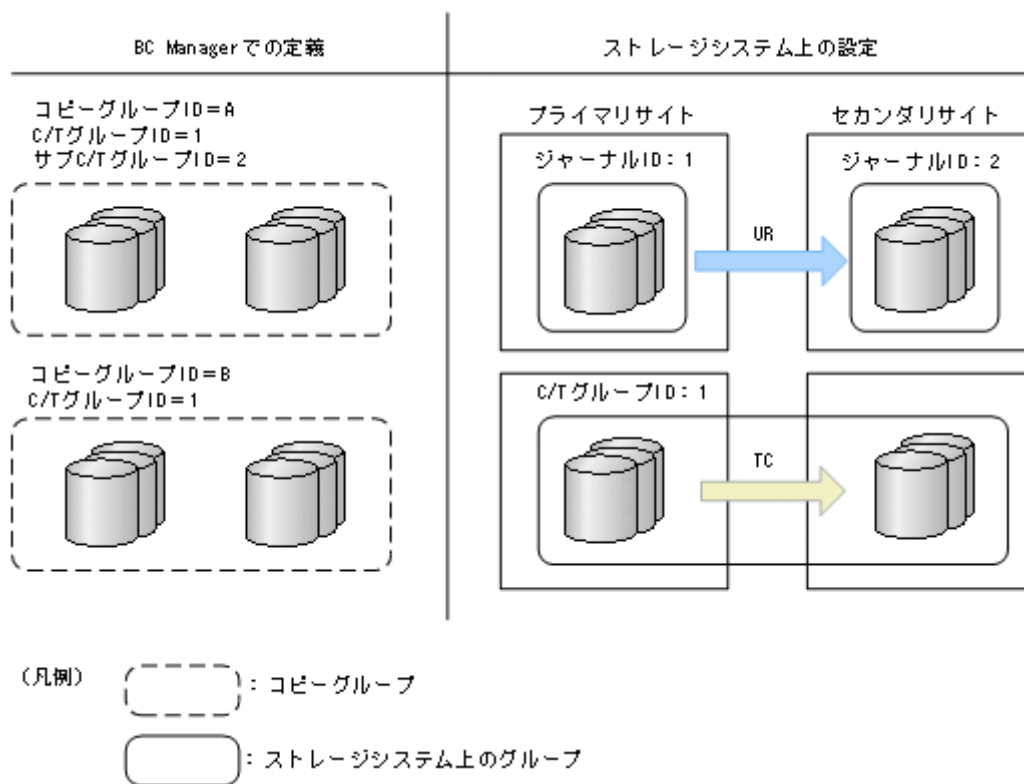 BC Managerでの定義
ストレージシステム上の設定
コピーグループID=A
C/TグループID=1
サブC/TグループID=2
プライマリサイト
セカンダリサイト
ジャーナルID：1
ジャーナルID：2
UR
コピーグループID=B
C/TグループID=1
C/TグループID：1
TC
(凡例)
：コピーグループ
：ストレージシステム上のグループ